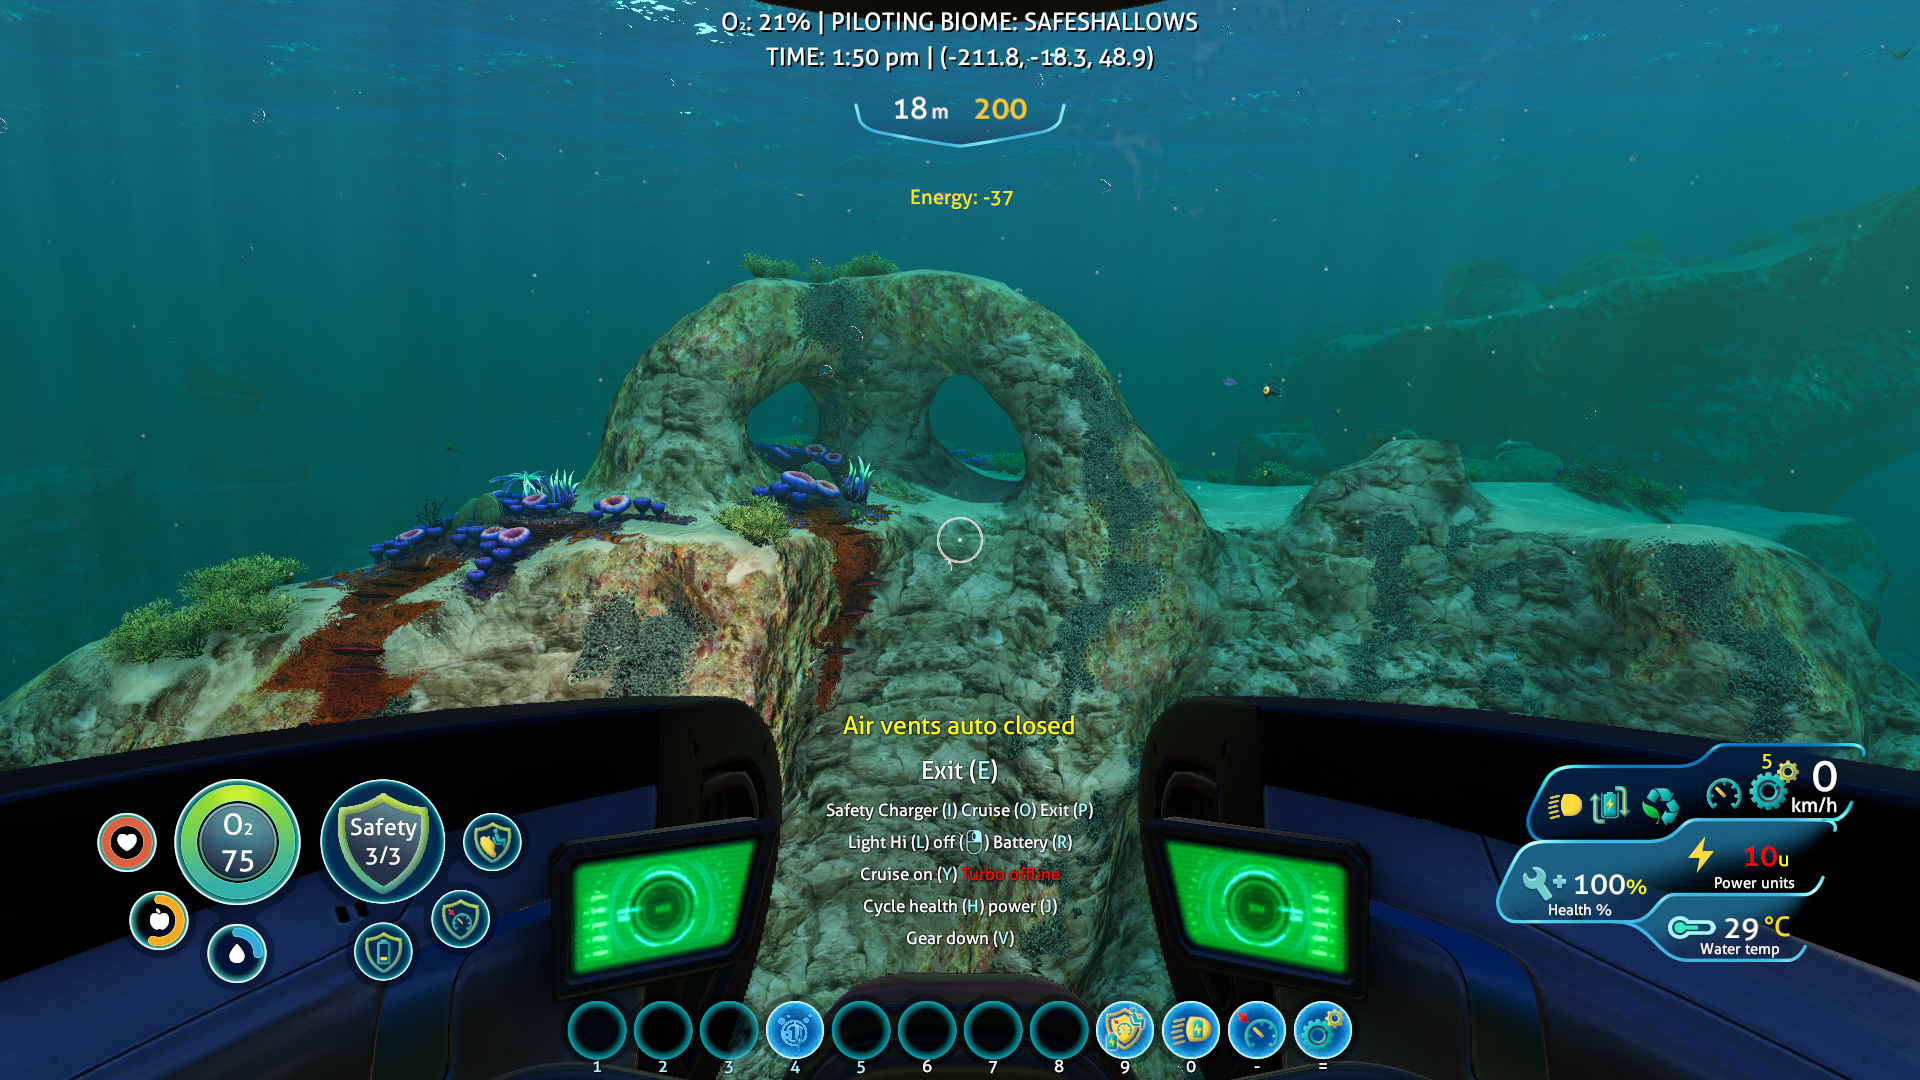 O₂: 21% | PILOTING BIOME: SAFESHALLOWS
TIME: 1:50 pm | (-211.8, -18.3, 48.9)
18m 200
Energy: -37
Air vents auto closed
Exit (E)
Safety Charger (I) Cruise (O) Exit (P)
Light Hi (L) off ( ) Battery (R)
Cruise on (Y) Turbo offline
Cycle health (H) power (J)
Gear down (V)
O₂
75
Safety
3/3
5
0
km/h
10u
Power units
+ 100%
Health %
29 °C
Water temp
1 2 3 4 5 6 7 8 9 0 - =